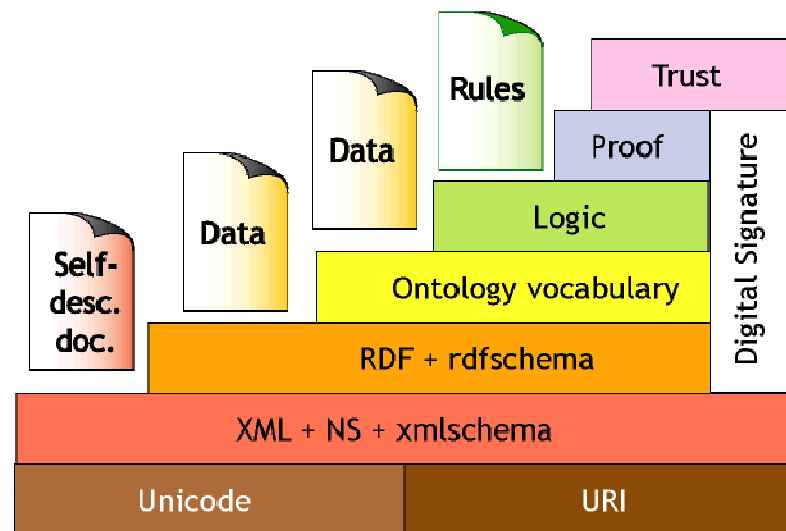 Rules
Trust
Data
Proof
Data
Logic
Self-
desc.
doc.
Ontology vocabulary
Digital Signature
RDF + rdfschema
XML + NS + xmlschema
Unicode
URI